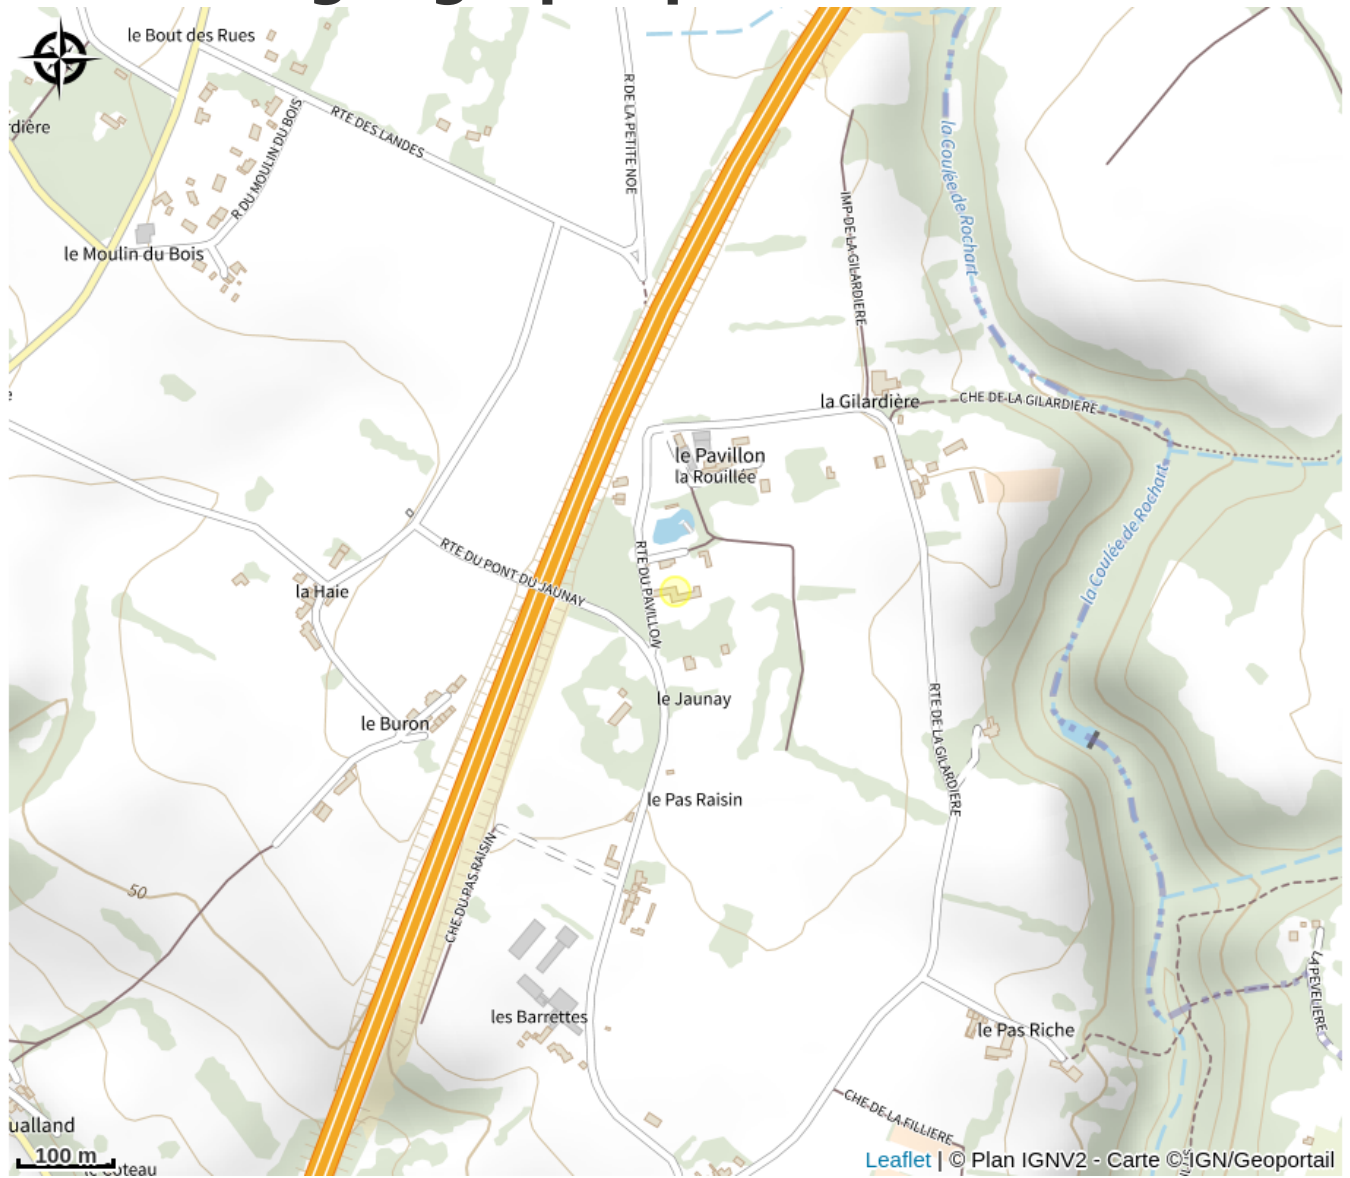 le Bout des Rues
RTE DES LANDES
R DU MOULIN DU BOIS
R DE LA PETITE NOE
rdière
la Coulée de Rochart
IMP DE LA GILARDIERE
le Moulin du Bois
la Gilardière
CHE DE LA GILARDIERE
le Pavillon
la Rouillée
la Coulée de Rochart
RTE DU PONT DU JAUNAY
RTE DU PAVILLON
la Haie
le Jaunay
RTE DE LA GILARDIERE
le Buron
le Pas Raisin
CHE DU PAS RAISIN
50
LA PEVELIERE
les Barrettes
le Pas Riche
CHE DE LA FILLIERE
ualland
100 m
le Coteau
Leaflet | © Plan IGNV2 - Carte © IGN/Geoportail